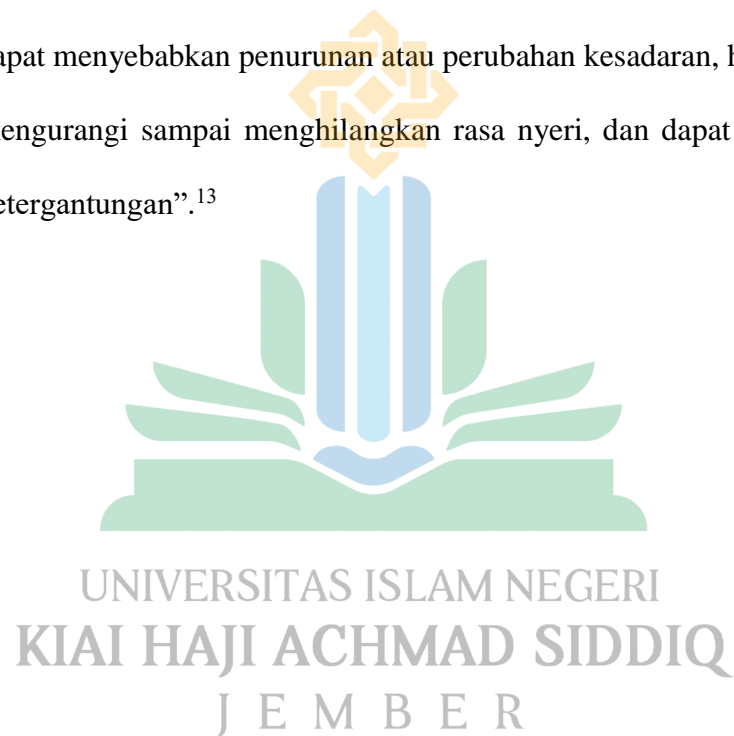 apat menyebabkan penurunan atau perubahan kesadaran, h
engurangi sampai menghilangkan rasa nyeri, dan dapat
etergantungan”.¹³
UNIVERSITAS ISLAM NEGERI
KIAI HAJI ACHMAD SIDDIQ
JEMBER